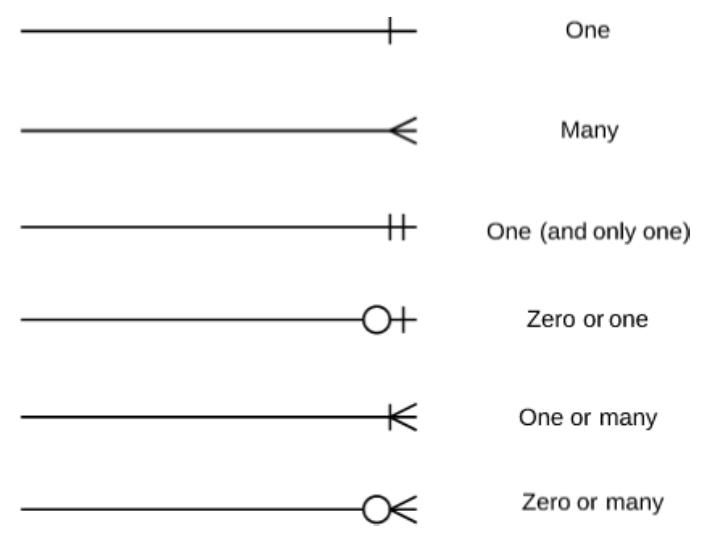 One
Many
One (and only one)
Zero or one
One or many
Zero or many